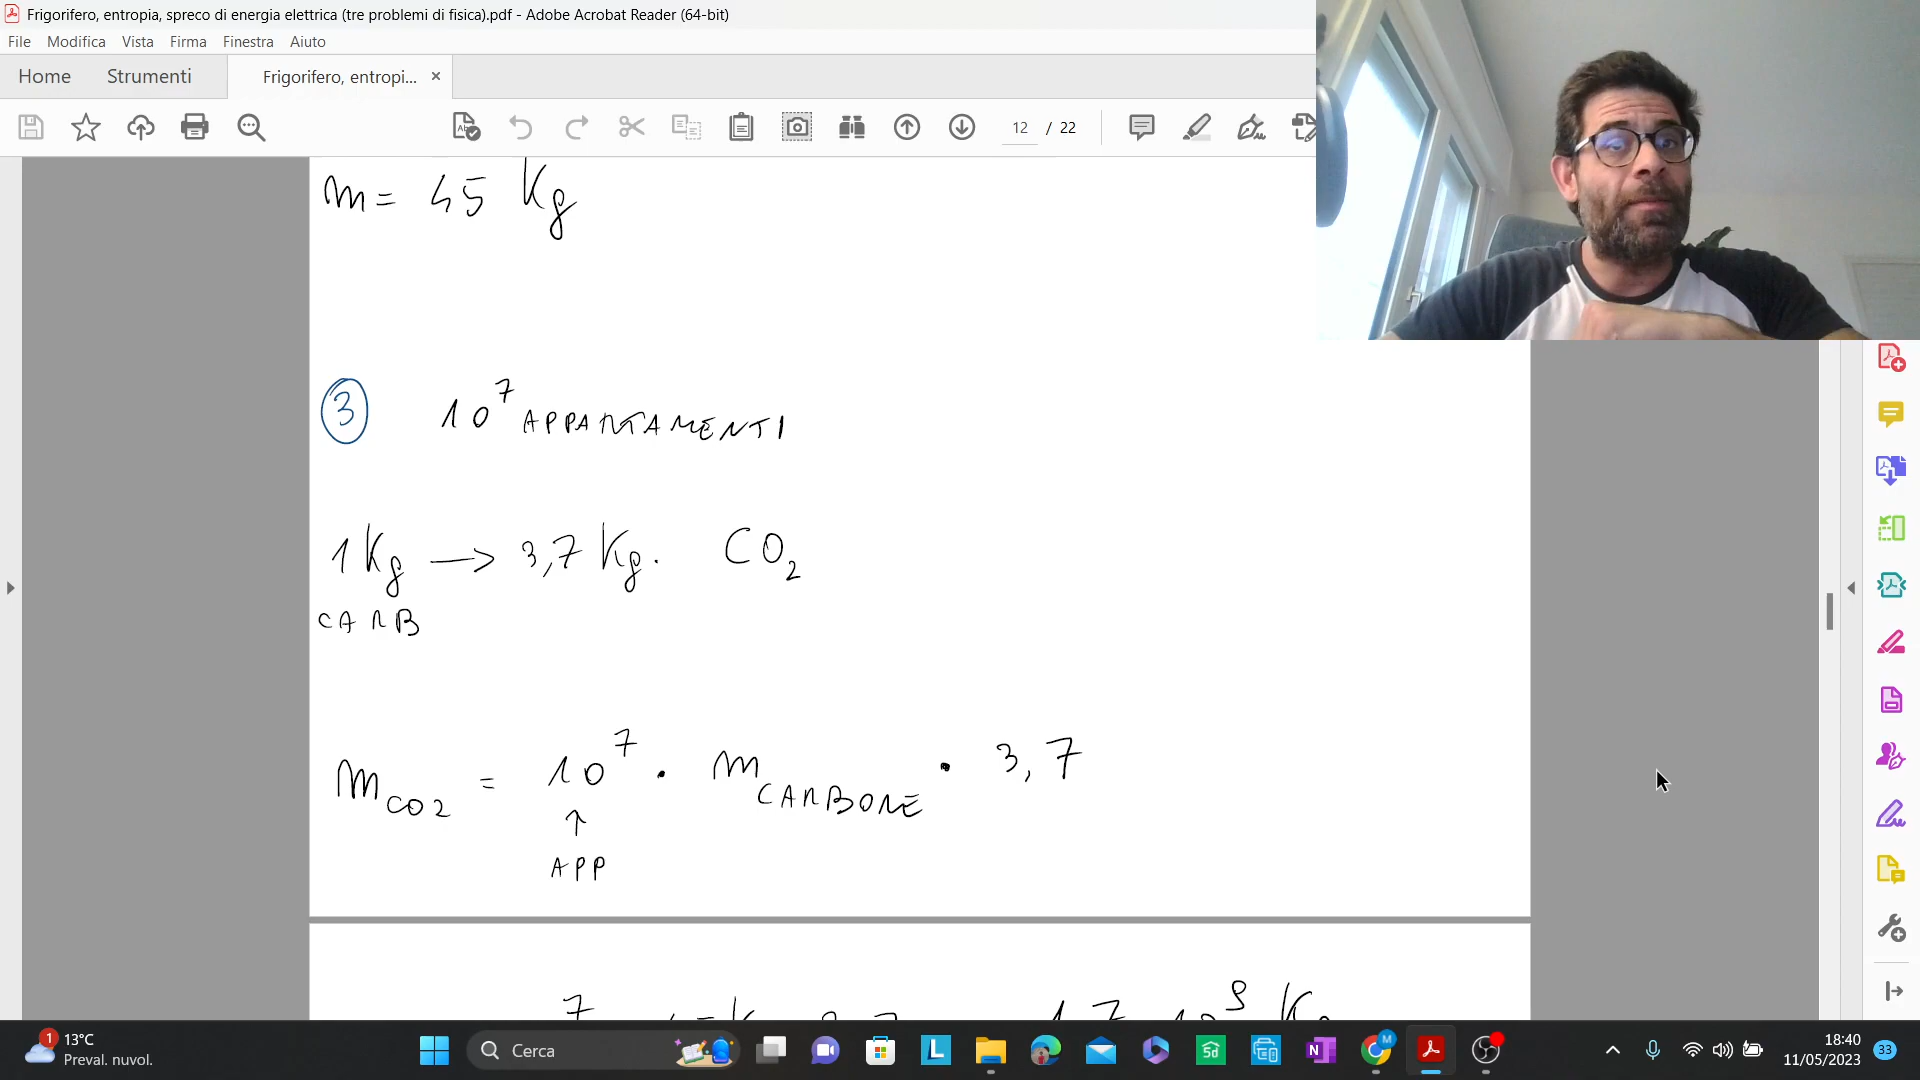 Frigorifero, entropia, spreco di energia elettrica (tre problemi di fisica).pdf - Adobe Acrobat Reader (64-bit)
File Modifica Vista Firma Finestra Aiuto
Home Strumenti Frigorifero, entropi... ×
12 / 22
m = 45 Kg
3 10⁷ APPARTAMENTI
1 Kg → 3,7 Kg. CO₂
CARB
m CO2 = 10⁷ · m CARBONE · 3,7
↑
APP
1
13°C
Preval. nuvol.
Cerca
18:40
11/05/2023
33